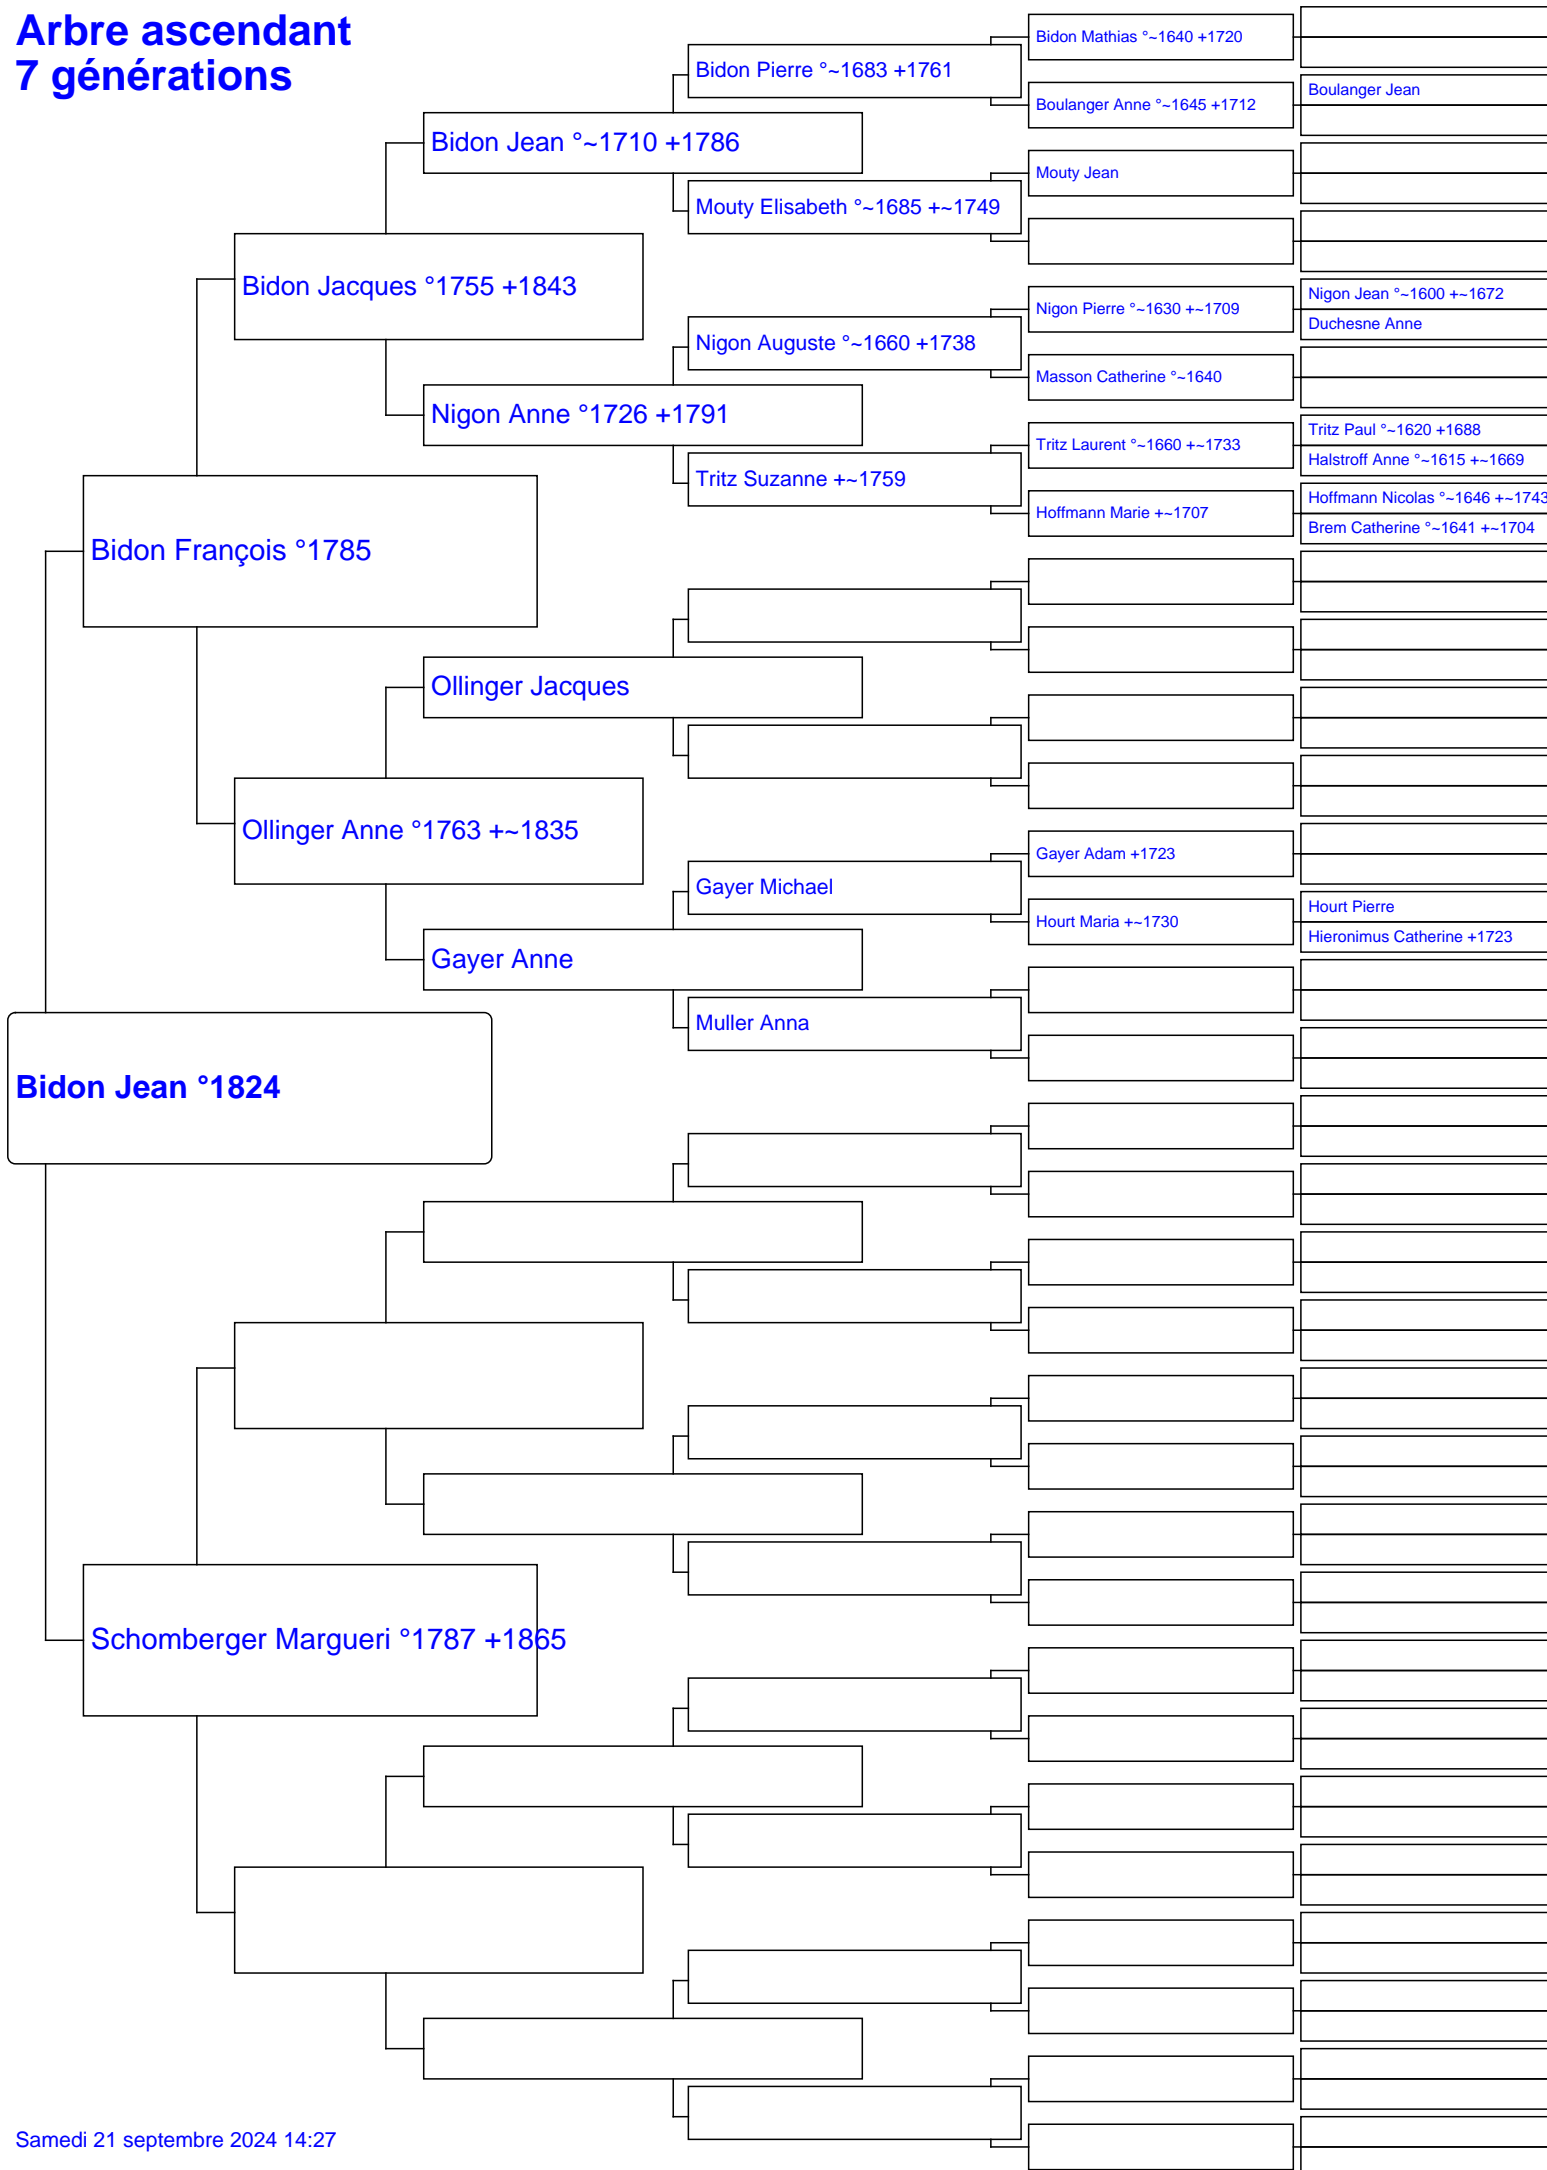 Arbre ascendant
7 générations
Bidon Mathias °~1640 +1720
Bidon Pierre °~1683 +1761
Boulanger Jean
Boulanger Anne °~1645 +1712
Bidon Jean °~1710 +1786
Mouty Jean
Mouty Elisabeth °~1685 +~1749
Bidon Jacques °1755 +1843
Nigon Jean °~1600 +~1672
Nigon Pierre °~1630 +~1709
Duchesne Anne
Nigon Auguste °~1660 +1738
Masson Catherine °~1640
Nigon Anne °1726 +1791
Tritz Paul °~1620 +1688
Tritz Laurent °~1660 +~1733
Halstroff Anne °~1615 +~1669
Tritz Suzanne +~1759
Hoffmann Nicolas °~1646 +~1743
Hoffmann Marie +~1707
Brem Catherine °~1641 +~1704
Bidon François °1785
Ollinger Jacques
Ollinger Anne °1763 +~1835
Gayer Adam +1723
Gayer Michael
Hourt Pierre
Hourt Maria +~1730
Hieronimus Catherine +1723
Gayer Anne
Muller Anna
Bidon Jean °1824
Schomberger Margueri °1787 +1865
Samedi 21 septembre 2024 14:27